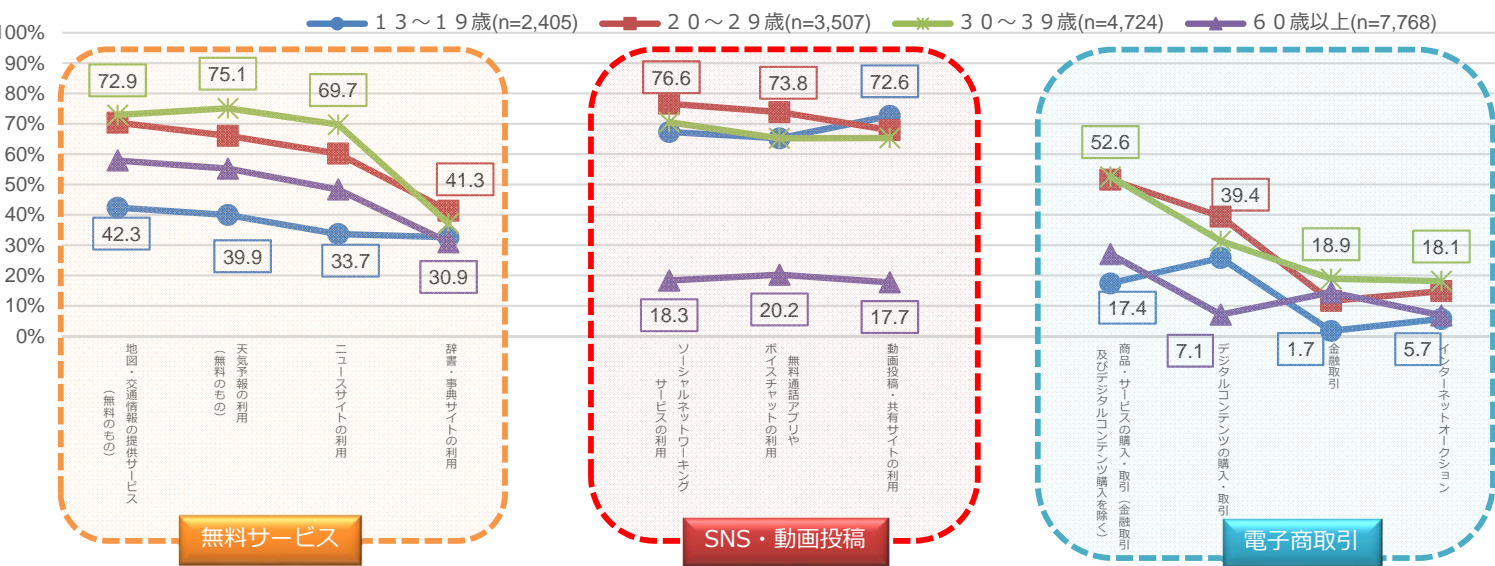 １３～１９歳(n=2,405)
２０～２９歳(n=3,507)
３０～３９歳(n=4,724)
６０歳以上(n=7,768)
100%
90%
80%
70%
60%
50%
40%
30%
20%
10%
0%
72.9
75.1
69.7
41.3
42.3
39.9
33.7
30.9
76.6
73.8
72.6
18.3
20.2
17.7
52.6
39.4
18.9
18.1
17.4
7.1
1.7
5.7
地図・交通情報の提供サービス
（無料のもの）
天気予報の利用
（無料のもの）
ニュースサイトの利用
辞書・事典サイトの利用
ソーシャルネットワーキング
サービスの利用
無料通話アプリや
ボイスチャットの利用
動画投稿・共有サイトの利用
商品・サービスの購入・取引（金融取引
及びデジタルコンテンツ購入を除く）
デジタルコンテンツの購入・取引
金融取引
インターネットオークション
無料サービス
SNS・動画投稿
電子商取引